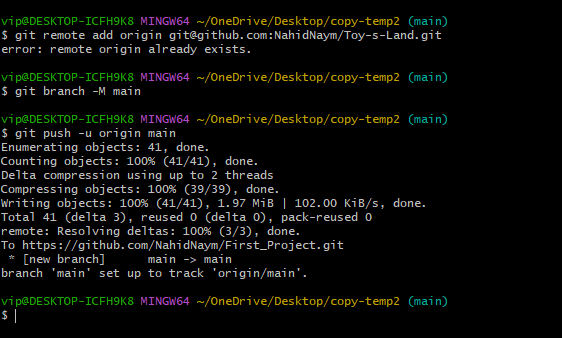 vip@DESKTOP-ICFH9K8 MINGW64 ~/OneDrive/Desktop/copy-temp2 (main)
$ git remote add origin git@github.com:NahidNaym/Toy-s-Land.git
error: remote origin already exists.
vip@DESKTOP-ICFH9K8 MINGW64 ~/OneDrive/Desktop/copy-temp2 (main)
$ git branch -M main
vip@DESKTOP-ICFH9K8 MINGW64 ~/OneDrive/Desktop/copy-temp2 (main)
$ git push -u origin main
Enumerating objects: 41, done.
Counting objects: 100% (41/41), done.
Delta compression using up to 2 threads
Compressing objects: 100% (39/39), done.
Writing objects: 100% (41/41), 1.97 MiB | 102.00 KiB/s, done.
Total 41 (delta 3), reused 0 (delta 0), pack-reused 0
remote: Resolving deltas: 100% (3/3), done.
To https://github.com/NahidNaym/First_Project.git
 * [new branch]      main -> main
branch 'main' set up to track 'origin/main'.
vip@DESKTOP-ICFH9K8 MINGW64 ~/OneDrive/Desktop/copy-temp2 (main)
$